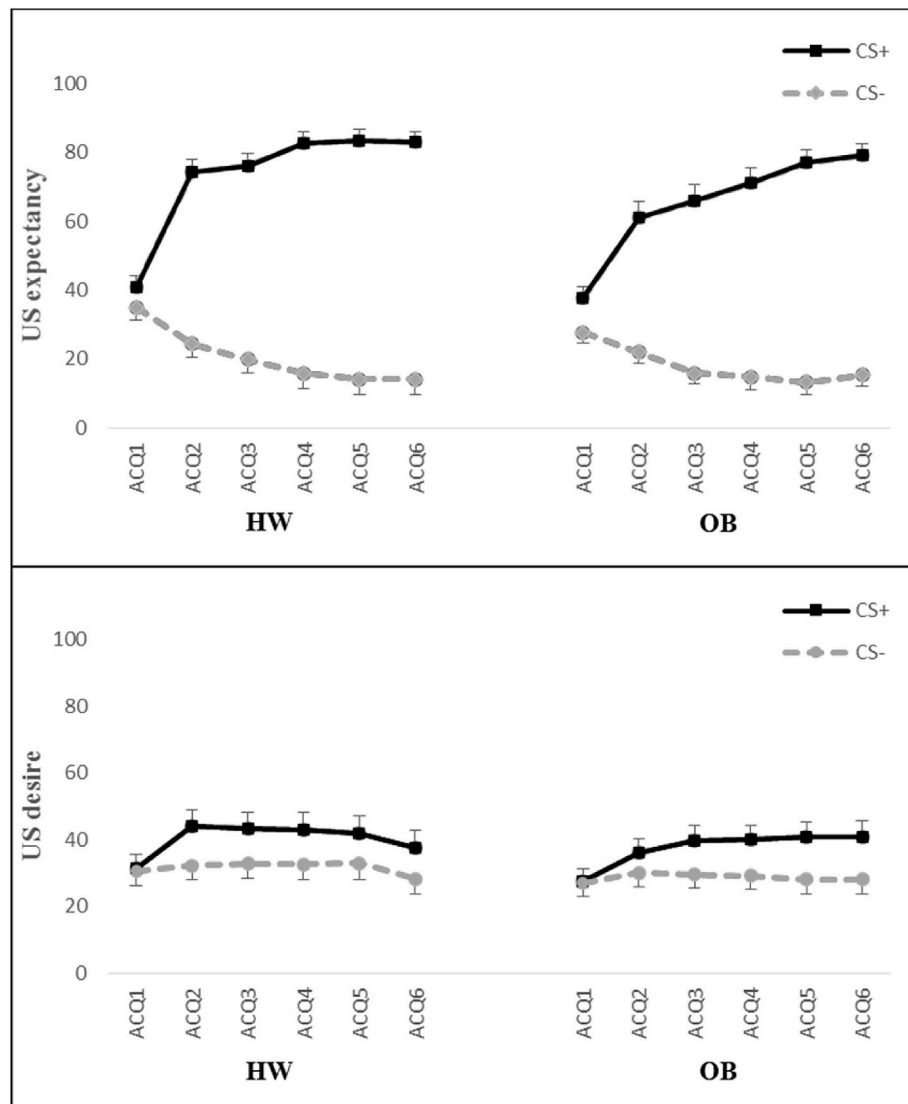 CS+
CS-
100
80
60
40
20
0
US expectancy
ACQ1
ACQ2
ACQ3
ACQ4
ACQ5
ACQ6
HW
ACQ1
ACQ2
ACQ3
ACQ4
ACQ5
ACQ6
OB
CS+
CS-
100
80
60
40
20
0
US desire
ACQ1
ACQ2
ACQ3
ACQ4
ACQ5
ACQ6
HW
ACQ1
ACQ2
ACQ3
ACQ4
ACQ5
ACQ6
OB